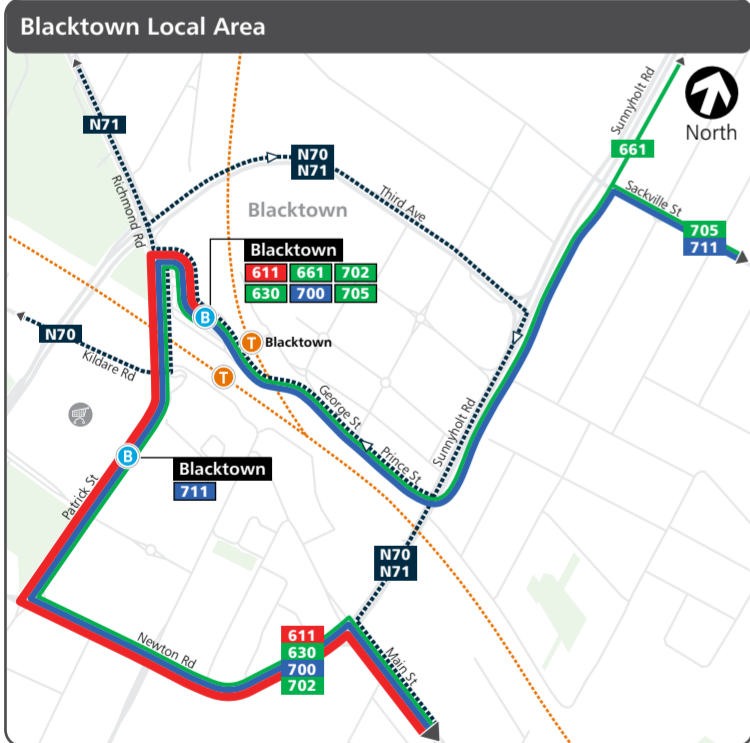 Blacktown Local Area
Sunnyholt Rd
North
N71
N70
N71
661
Third Ave
Sackville St
Richmond Rd
Blacktown
705
711
Blacktown
611 661 702
630 700 705
B
T
Blacktown
N70
Kildare Rd
T
George St
Sunnyholt Rd
Prince St
B
Blacktown
711
Patrick St
N70
N71
611
630
700
702
Newton Rd
Main St